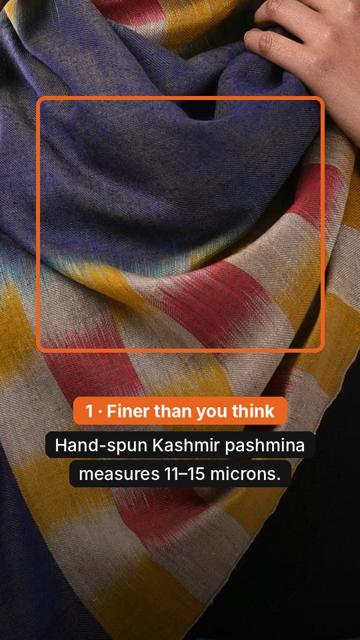 1 · Finer than you think
Hand-spun Kashmir pashmina
measures 11–15 microns.